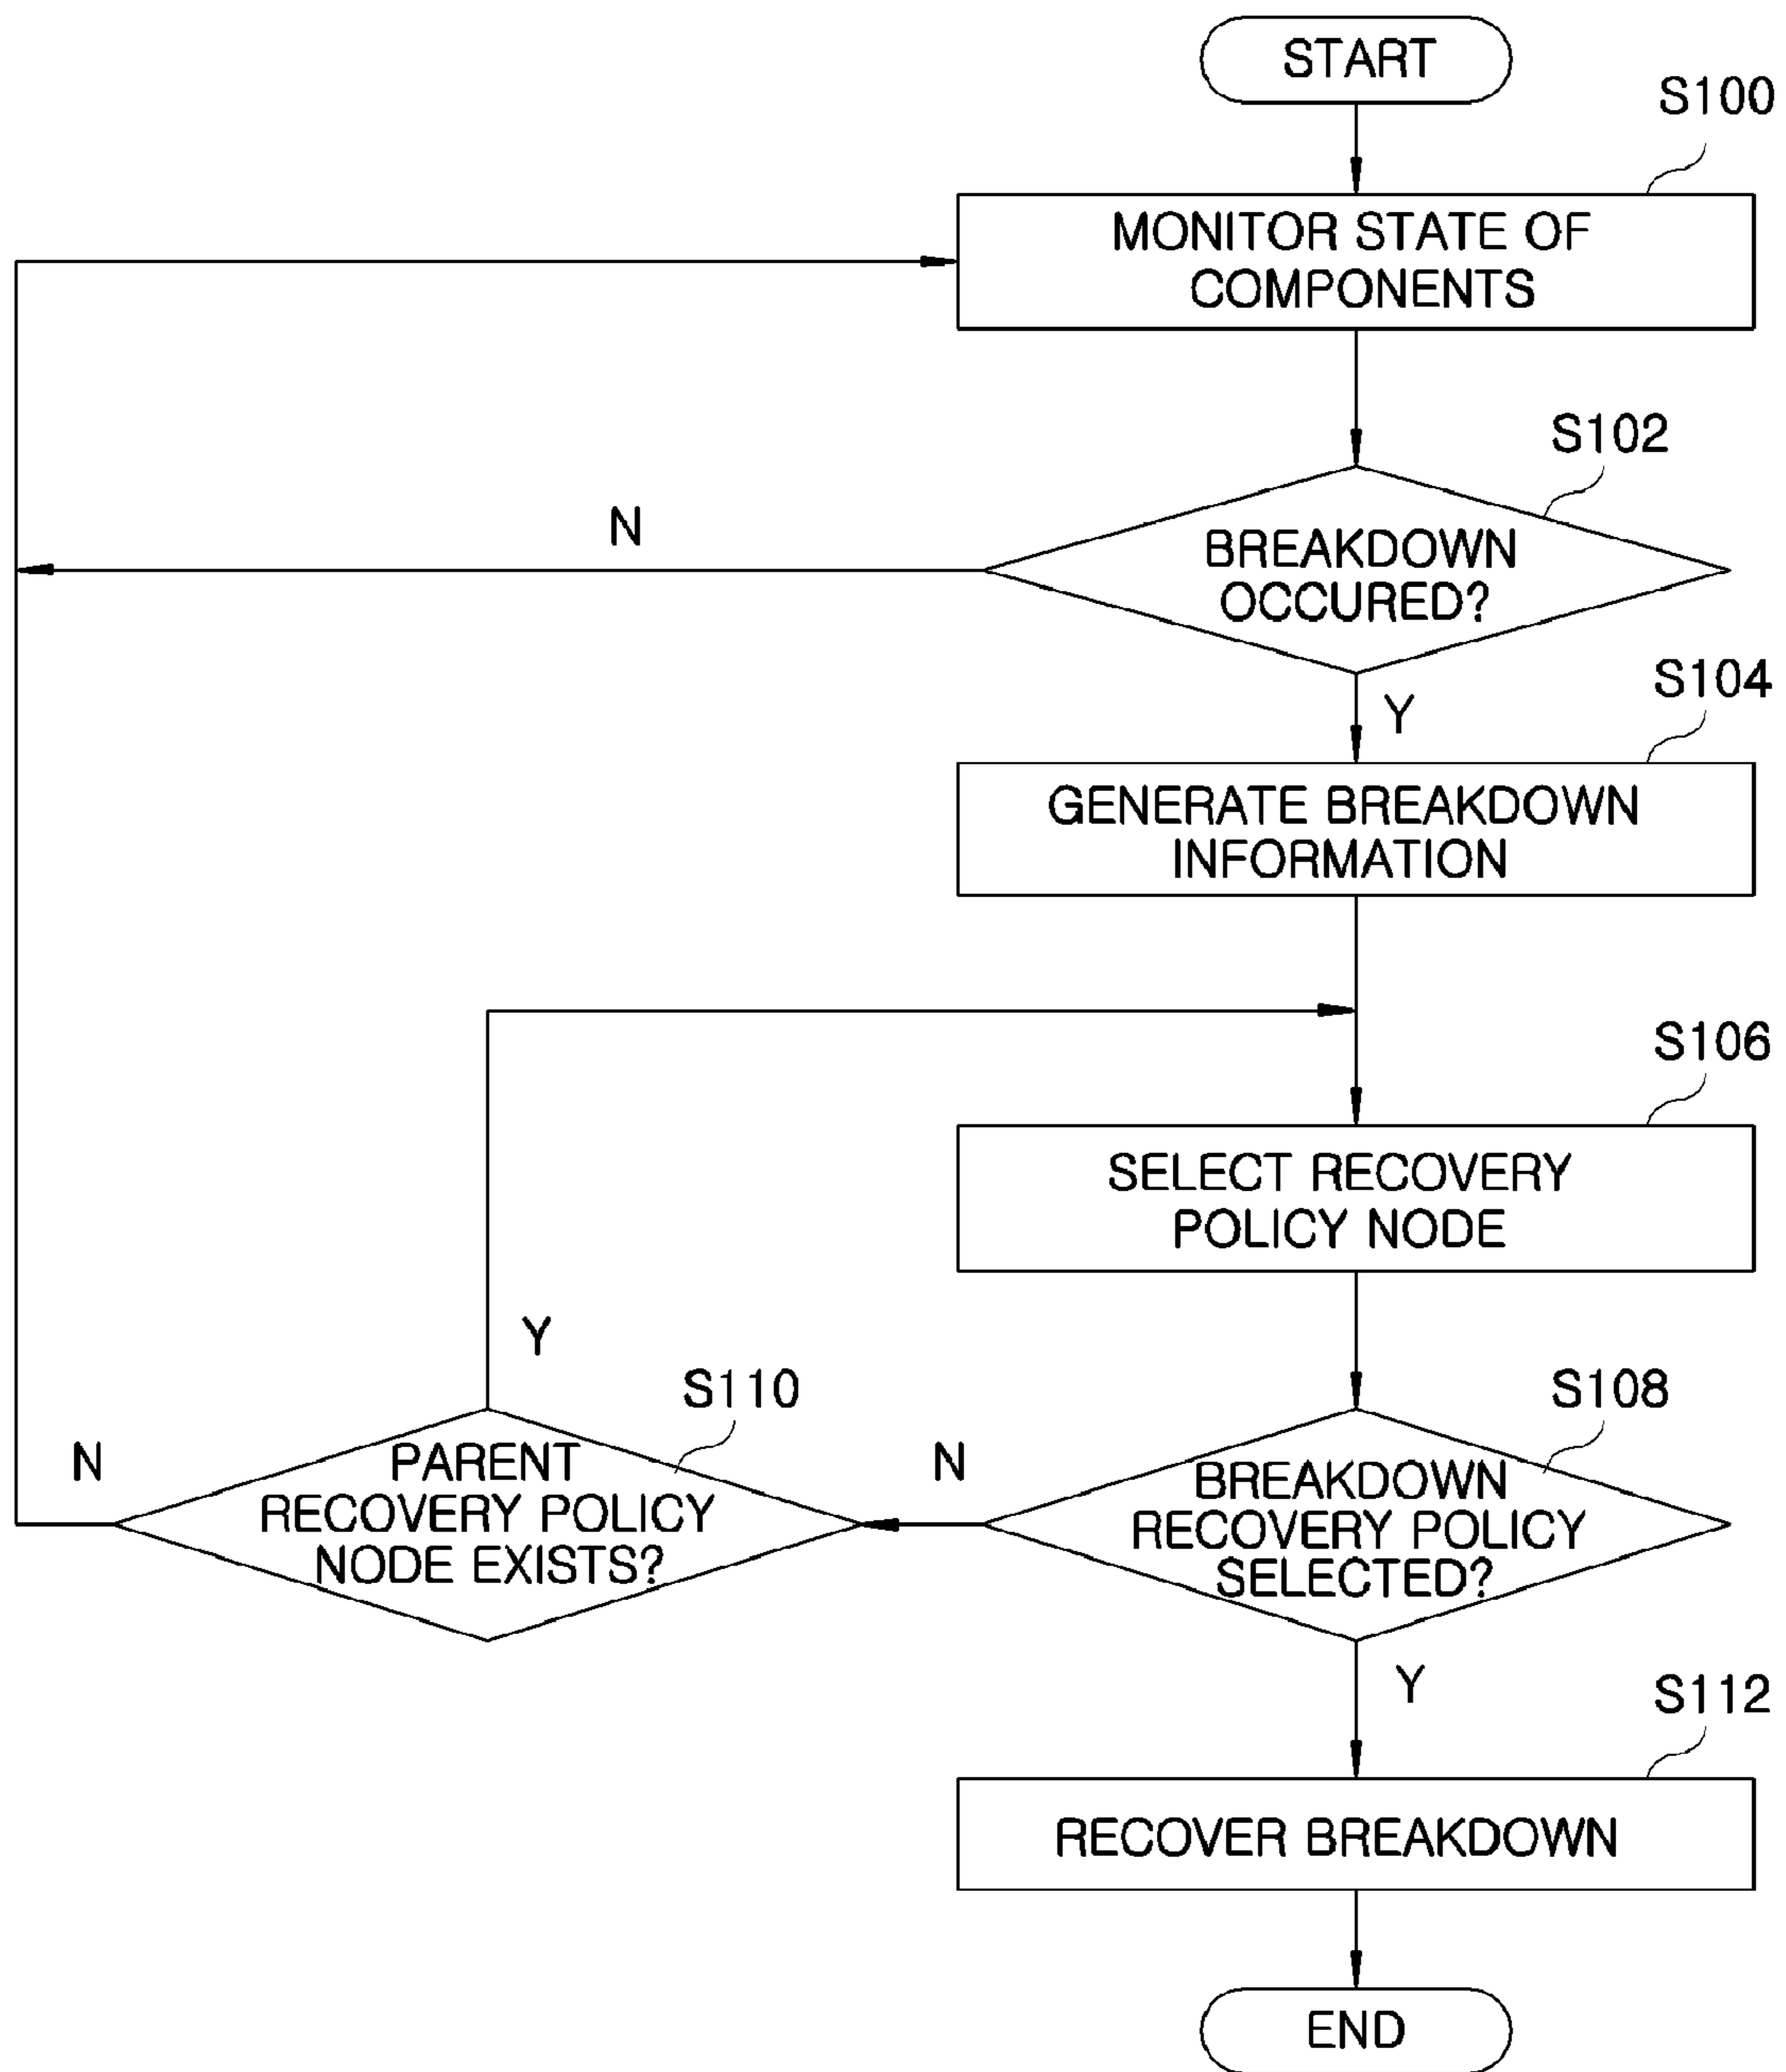 START
S100
MONITOR STATE OF
COMPONENTS
S102
N
BREAKDOWN
OCCURED?
Y
S104
GENERATE BREAKDOWN
INFORMATION
S106
SELECT RECOVERY
POLICY NODE
Y
S110
S108
N
PARENT
RECOVERY POLICY
NODE EXISTS?
N
BREAKDOWN
RECOVERY POLICY
SELECTED?
Y
S112
RECOVER BREAKDOWN
END